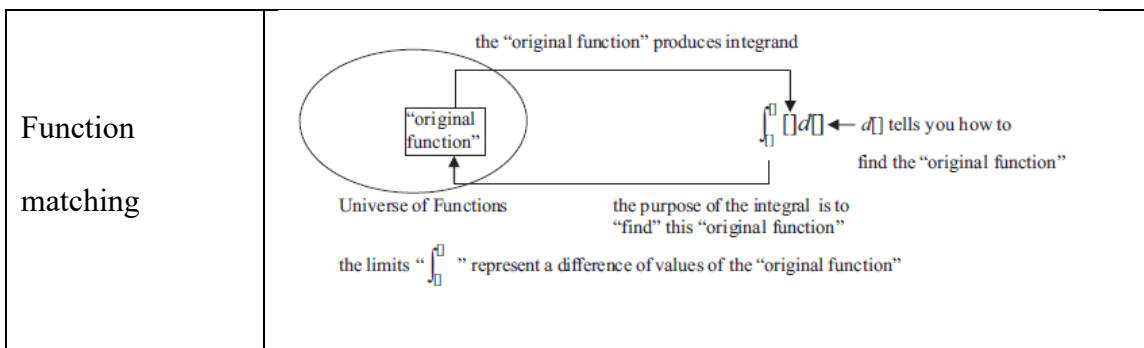 Function
matching
the “original function” produces integrand
“original
function”
∫[][] []d[]
d[] tells you how to
find the “original function”
Universe of Functions
the purpose of the integral is to
“find” this “original function”
the limits “ ∫[][] ” represent a difference of values of the “original function”